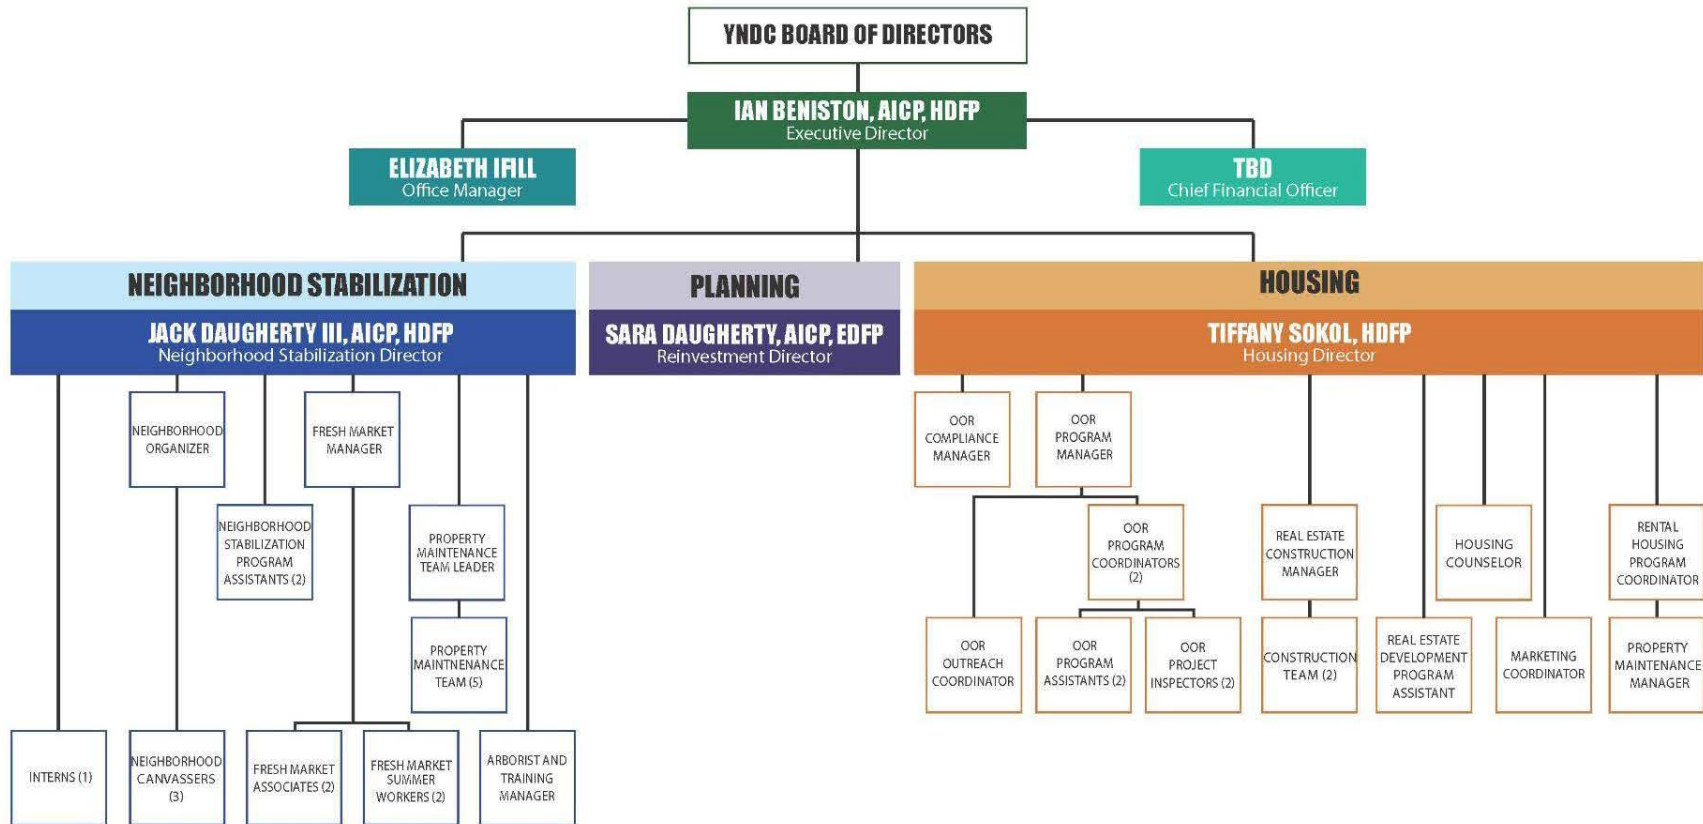 YNDC BOARD OF DIRECTORS
IAN BENISTON, AICP, HDFP
Executive Director
ELIZABETH IFILL
Office Manager
TBD
Chief Financial Officer
NEIGHBORHOOD STABILIZATION
JACK DAUGHERTY III, AICP, HDFP
Neighborhood Stabilization Director
PLANNING
SARA DAUGHERTY, AICP, EDFP
Reinvestment Director
HOUSING
TIFFANY SOKOL, HDFP
Housing Director
NEIGHBORHOOD
ORGANIZER
FRESH MARKET
MANAGER
OOR
COMPLIANCE
MANAGER
OOR
PROGRAM
MANAGER
NEIGHBORHOOD
STABILIZATION
PROGRAM
ASSISTANTS (2)
PROPERTY
MAINTENANCE
TEAM LEADER
OOR
PROGRAM
COORDINATORS
(2)
REAL ESTATE
CONSTRUCTION
MANAGER
HOUSING
COUNSELOR
RENTAL
HOUSING
PROGRAM
COORDINATOR
PROPERTY
MAINTNENANCE
TEAM (5)
OOR
OUTREACH
COORDINATOR
OOR
PROGRAM
ASSISTANTS (2)
OOR
PROJECT
INSPECTORS (2)
CONSTRUCTION
TEAM (2)
REAL ESTATE
DEVELOPMENT
PROGRAM
ASSISTANT
MARKETING
COORDINATOR
PROPERTY
MAINTENANCE
MANAGER
INTERNS (1)
NEIGHBORHOOD
CANVASSERS
(3)
FRESH MARKET
ASSOCIATES (2)
FRESH MARKET
SUMMER
WORKERS (2)
ARBORIST AND
TRAINING
MANAGER